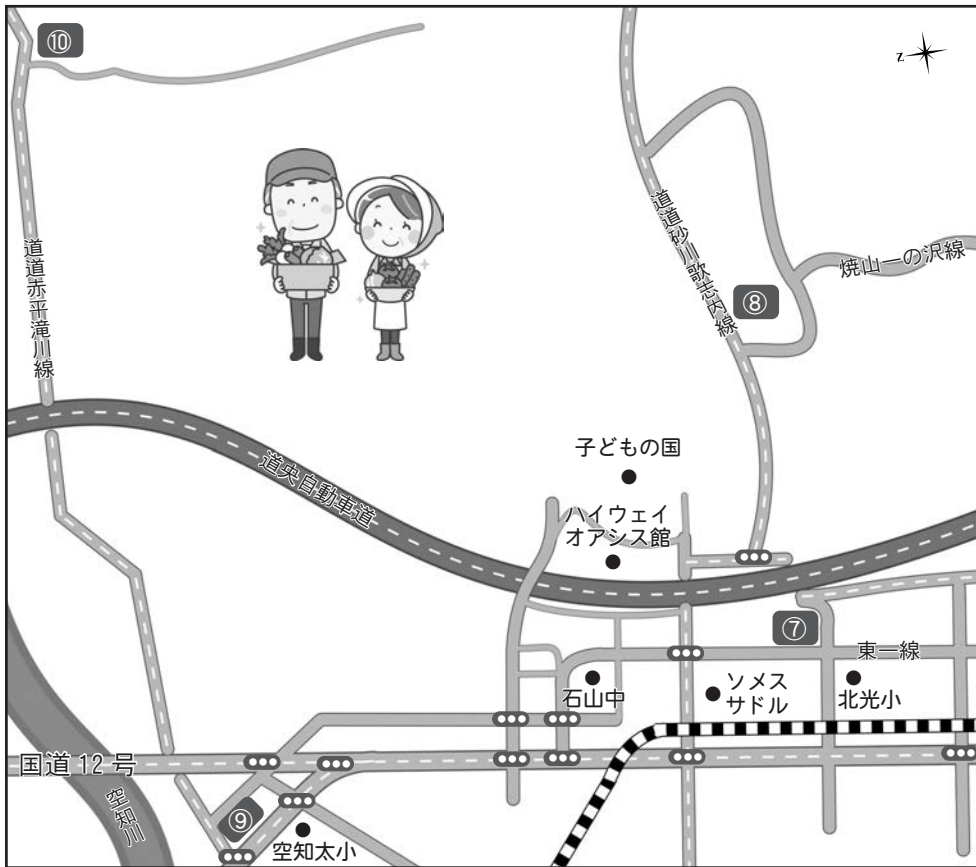 ⑩
z
道道赤平滝川線
道道砂川歌志内線
焼山一の沢線
⑧
子どもの国
道央自動車道
ハイウェイ
オアシス館
⑦
東一線
石山中
ソメス
サドル
北光小
国道12号
空知川
⑨
空知太小